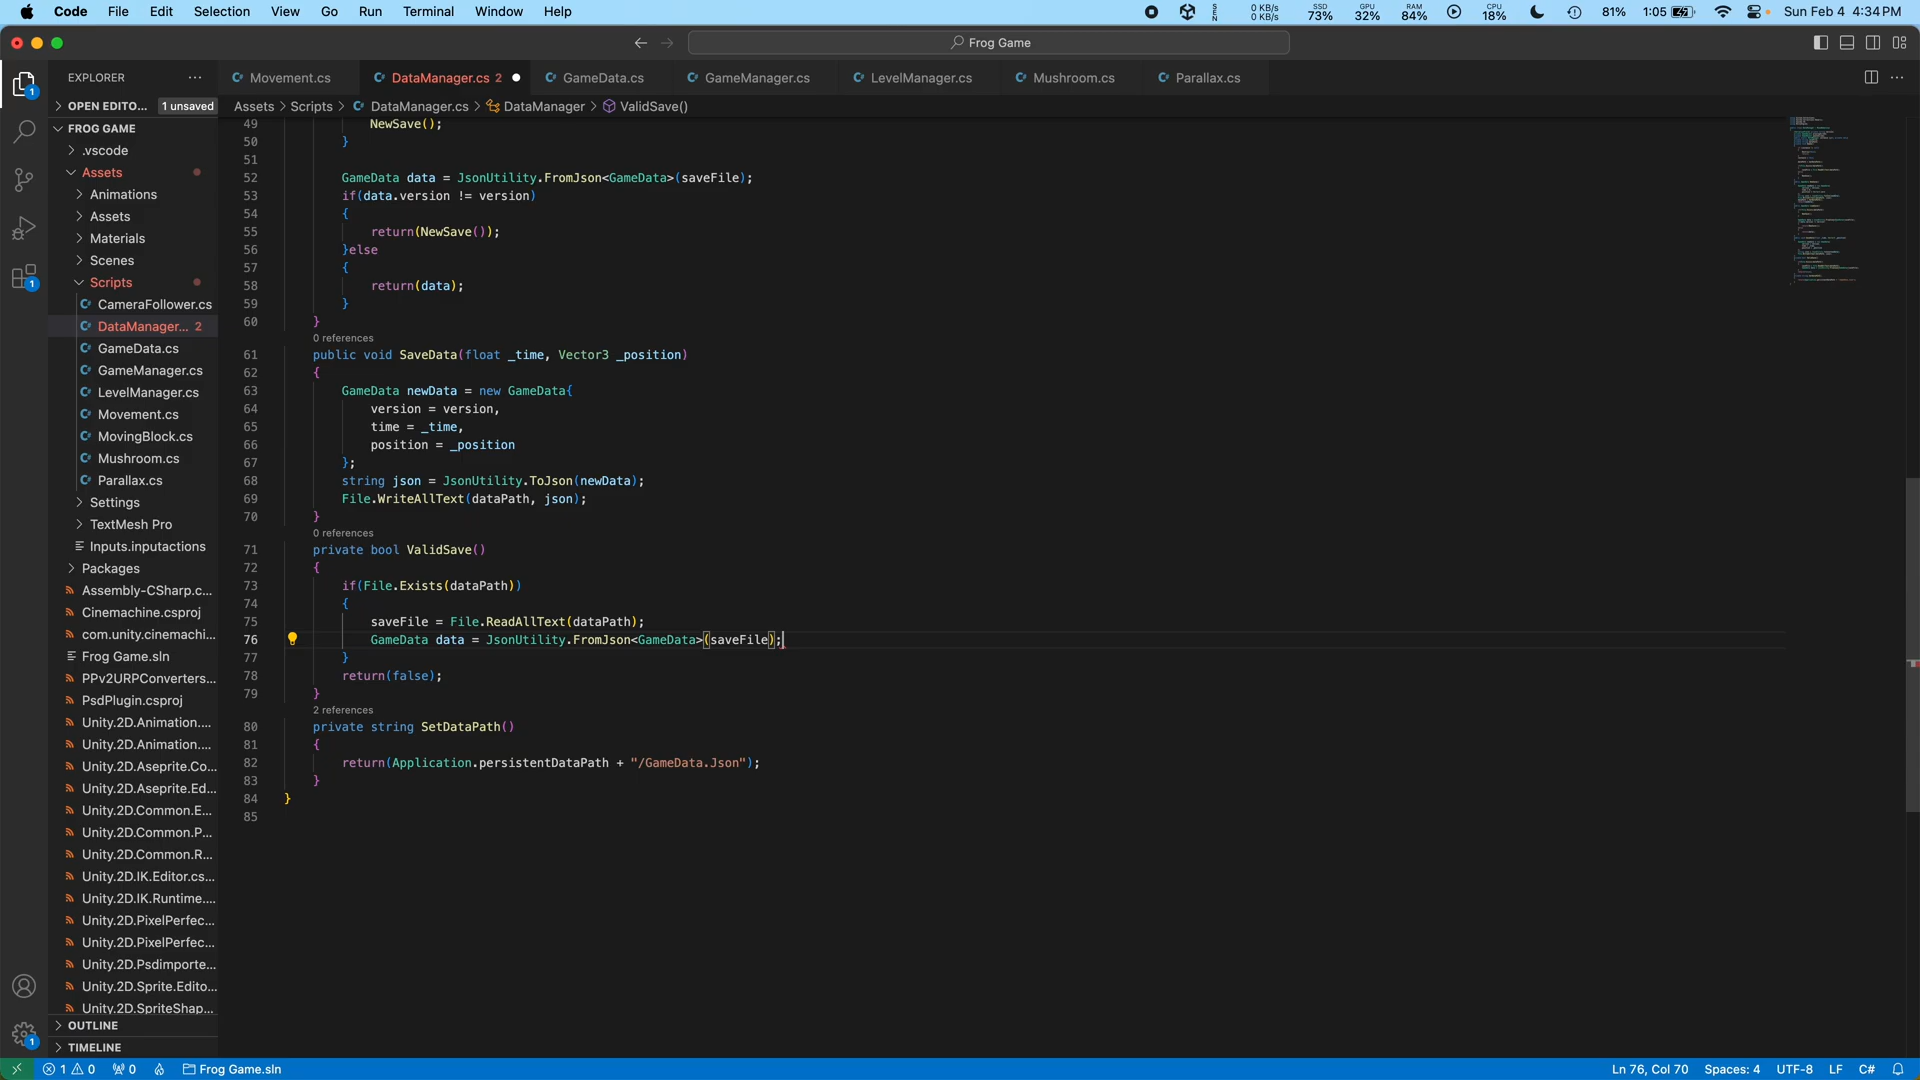 Code File Edit Selection View Go Run Terminal Window Help
0 KB/s
0 KB/s
SSD 73%
GPU 32%
RAM 84%
CPU 18%
81% 1:05 Sun Feb 4 4:34 PM
Frog Game
EXPLORER
Movement.cs DataManager.cs 2 GameData.cs GameManager.cs LevelManager.cs Mushroom.cs Parallax.cs
OPEN EDITO... 1 unsaved
Assets > Scripts > DataManager.cs > DataManager > ValidSave()
FROG GAME
.vscode
Assets
Animations
Assets
Materials
Scenes
Scripts
CameraFollower.cs
DataManager... 2
GameData.cs
GameManager.cs
LevelManager.cs
Movement.cs
MovingBlock.cs
Mushroom.cs
Parallax.cs
Settings
TextMesh Pro
Inputs.inputactions
Packages
Assembly-CSharp.c...
Cinemachine.csproj
com.unity.cinemachi...
Frog Game.sln
PPv2URPConverters...
PsdPlugin.csproj
Unity.2D.Animation....
Unity.2D.Animation....
Unity.2D.Aseprite.Co...
Unity.2D.Aseprite.Ed...
Unity.2D.Common.E...
Unity.2D.Common.P...
Unity.2D.Common.R...
Unity.2D.IK.Editor.cs...
Unity.2D.IK.Runtime....
Unity.2D.PixelPerfec...
Unity.2D.PixelPerfec...
Unity.2D.Psdimporte...
Unity.2D.Sprite.Edito...
Unity.2D.SpriteShap...
OUTLINE
TIMELINE
49 NewSave();
50 }
51
52 GameData data = JsonUtility.FromJson<GameData>(saveFile);
53 if(data.version != version)
54 {
55 return(NewSave());
56 }else
57 {
58 return(data);
59 }
60 }
0 references
61 public void SaveData(float _time, Vector3 _position)
62 {
63 GameData newData = new GameData{
64 version = version,
65 time = _time,
66 position = _position
67 };
68 string json = JsonUtility.ToJson(newData);
69 File.WriteAllText(dataPath, json);
70 }
0 references
71 private bool ValidSave()
72 {
73 if(File.Exists(dataPath))
74 {
75 saveFile = File.ReadAllText(dataPath);
76 GameData data = JsonUtility.FromJson<GameData>(saveFile);
77 }
78 return(false);
79 }
2 references
80 private string SetDataPath()
81 {
82 return(Application.persistentDataPath + "/GameData.Json");
83 }
84 }
85
1 0 0 Frog Game.sln
Ln 76, Col 70 Spaces: 4 UTF-8 LF C#